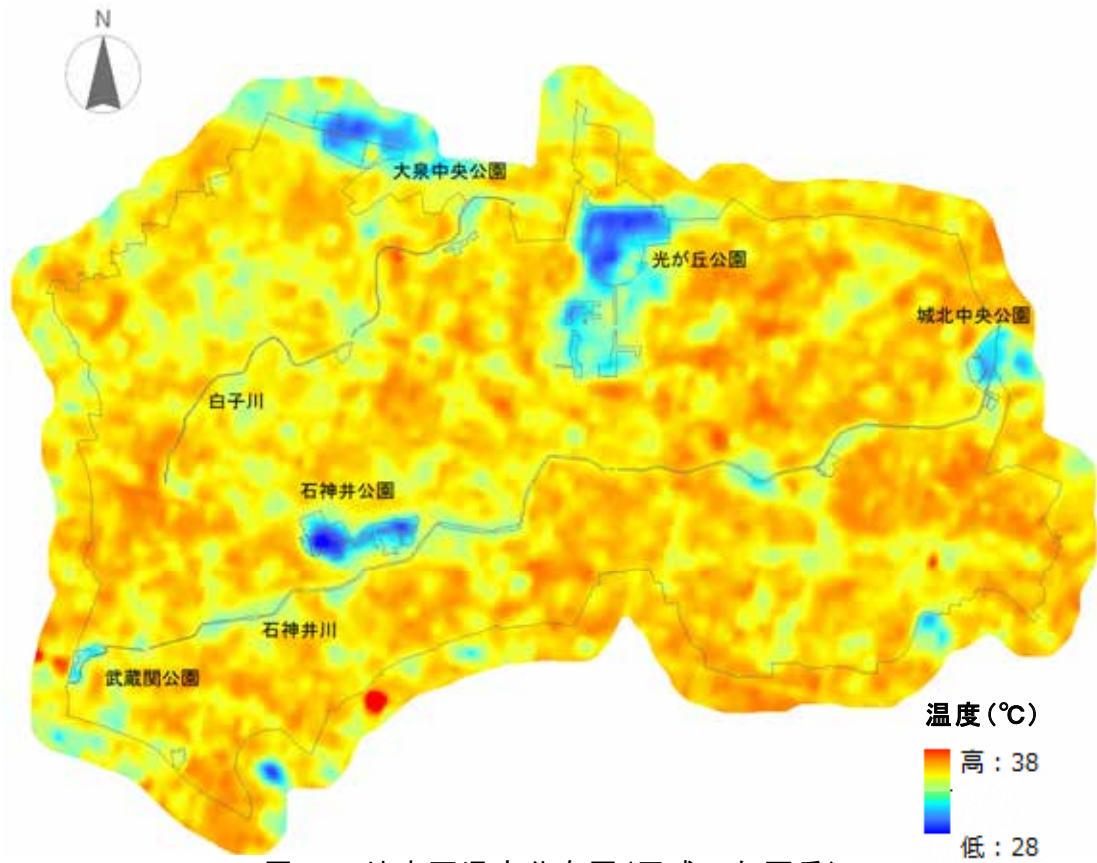 N
大泉中央公園
光が丘公園
城北中央公園
白子川
石神井公園
石神井川
武蔵関公園
温度(℃)
高：38
低：28